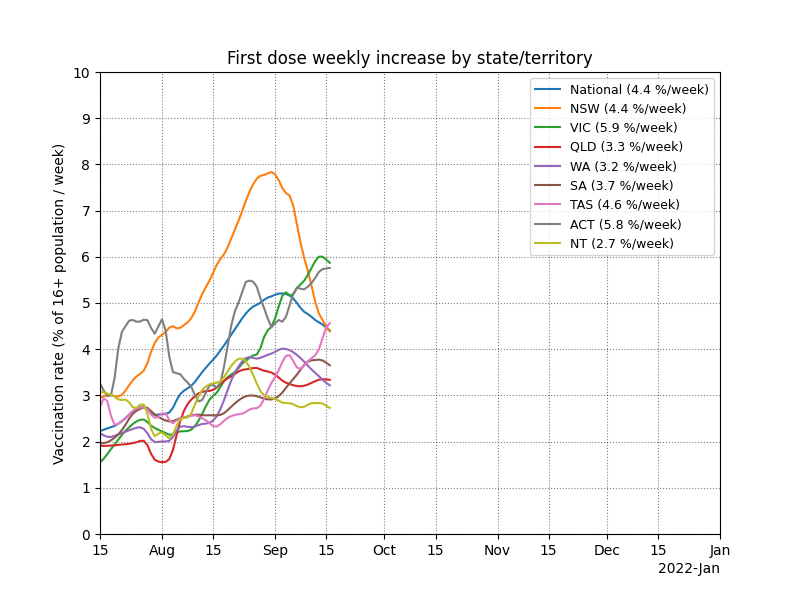 First dose weekly increase by state/territory
Vaccination rate (% of 16+ population / week)
10
9
8
7
6
5
4
3
2
1
0
National (4.4 %/week)
NSW (4.4 %/week)
VIC (5.9 %/week)
QLD (3.3 %/week)
WA (3.2 %/week)
SA (3.7 %/week)
TAS (4.6 %/week)
ACT (5.8 %/week)
NT (2.7 %/week)
15 Aug 15 Sep 15 Oct 15 Nov 15 Dec 15 Jan
2022-Jan